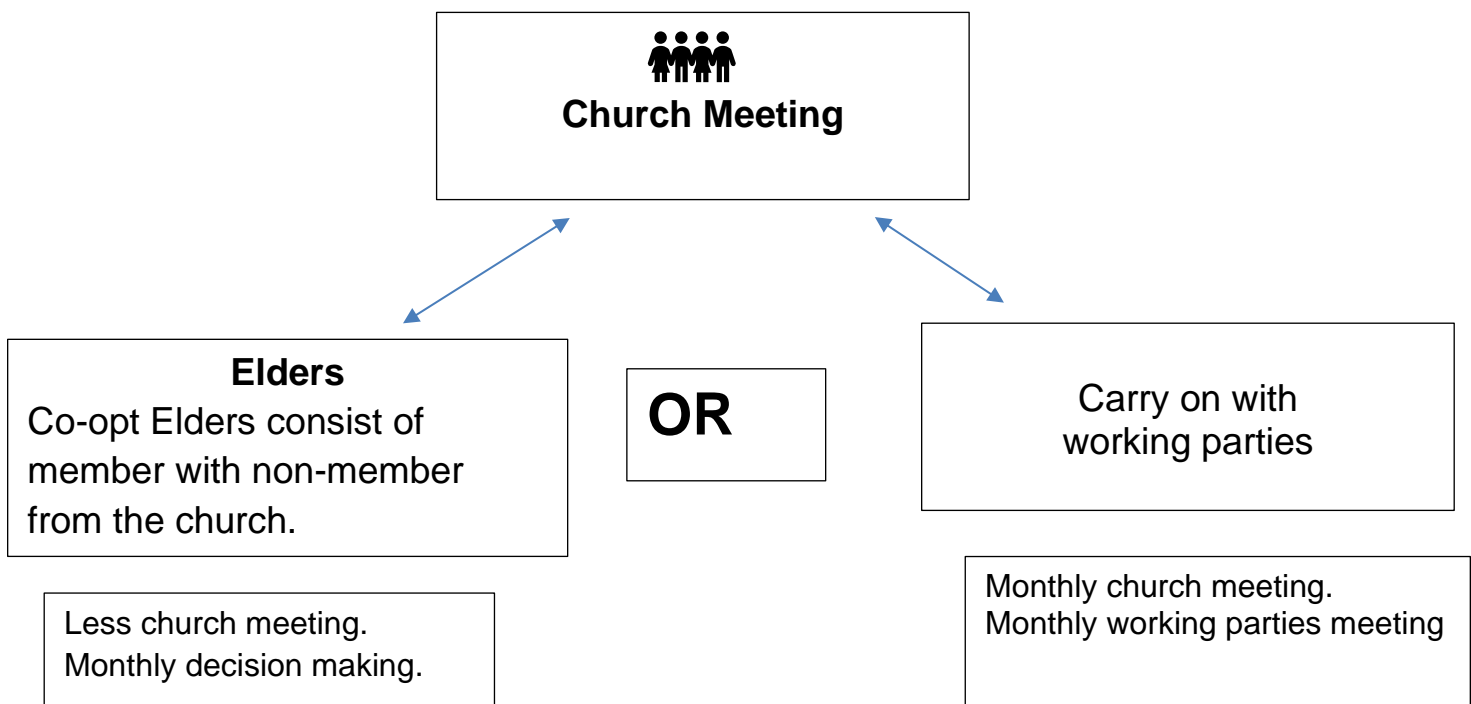 Church Meeting
Elders
Co-opt Elders consist of
member with non-member
from the church.
OR
Carry on with
working parties
Less church meeting.
Monthly decision making.
Monthly church meeting.
Monthly working parties meeting